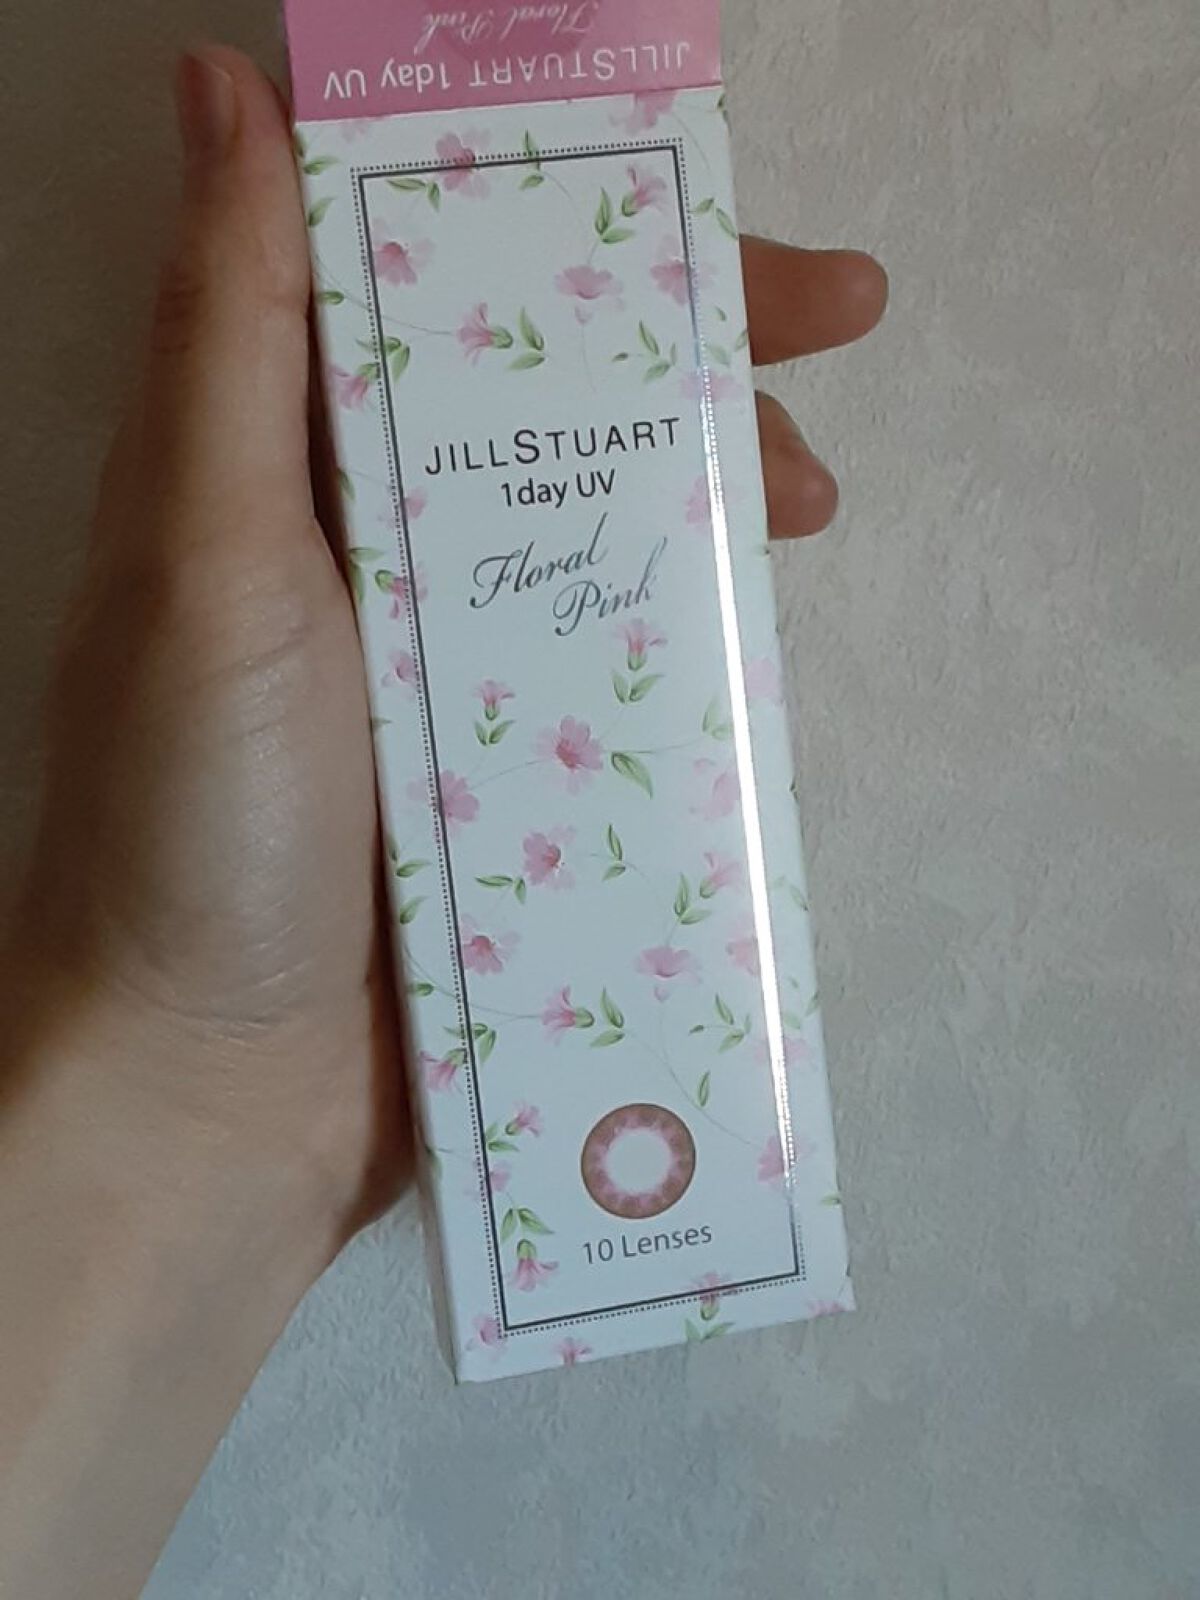 Floral Pink
JILLSTUART 1day UV
JILLSTUART
1day UV
Floral
Pink
10 Lenses